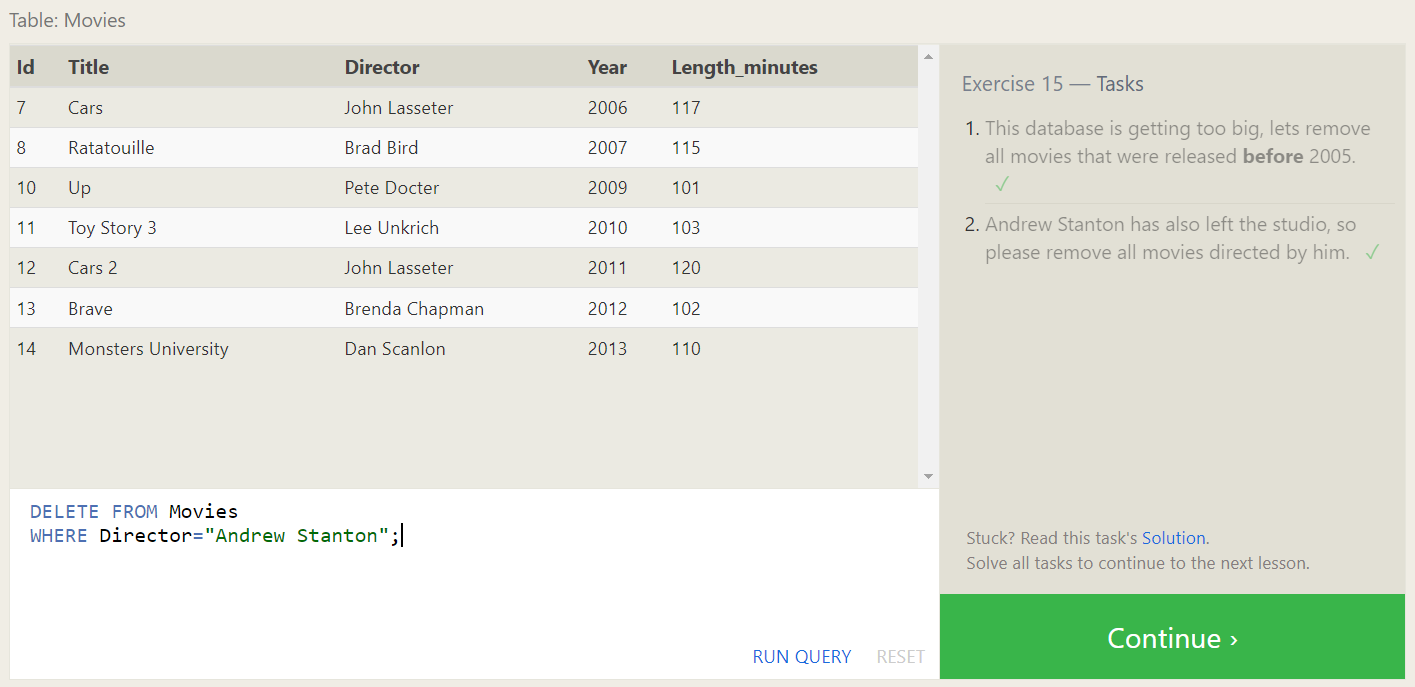 Table: Movies
Id Title Director Year Length_minutes
7 Cars John Lasseter 2006 117
8 Ratatouille Brad Bird 2007 115
10 Up Pete Docter 2009 101
11 Toy Story 3 Lee Unkrich 2010 103
12 Cars 2 John Lasseter 2011 120
13 Brave Brenda Chapman 2012 102
14 Monsters University Dan Scanlon 2013 110
DELETE FROM Movies
WHERE Director="Andrew Stanton";
RUN QUERY RESET
Exercise 15 — Tasks
1. This database is getting too big, lets remove
all movies that were released before 2005.
✓
2. Andrew Stanton has also left the studio, so
please remove all movies directed by him. ✓
Stuck? Read this task's Solution.
Solve all tasks to continue to the next lesson.
Continue ›